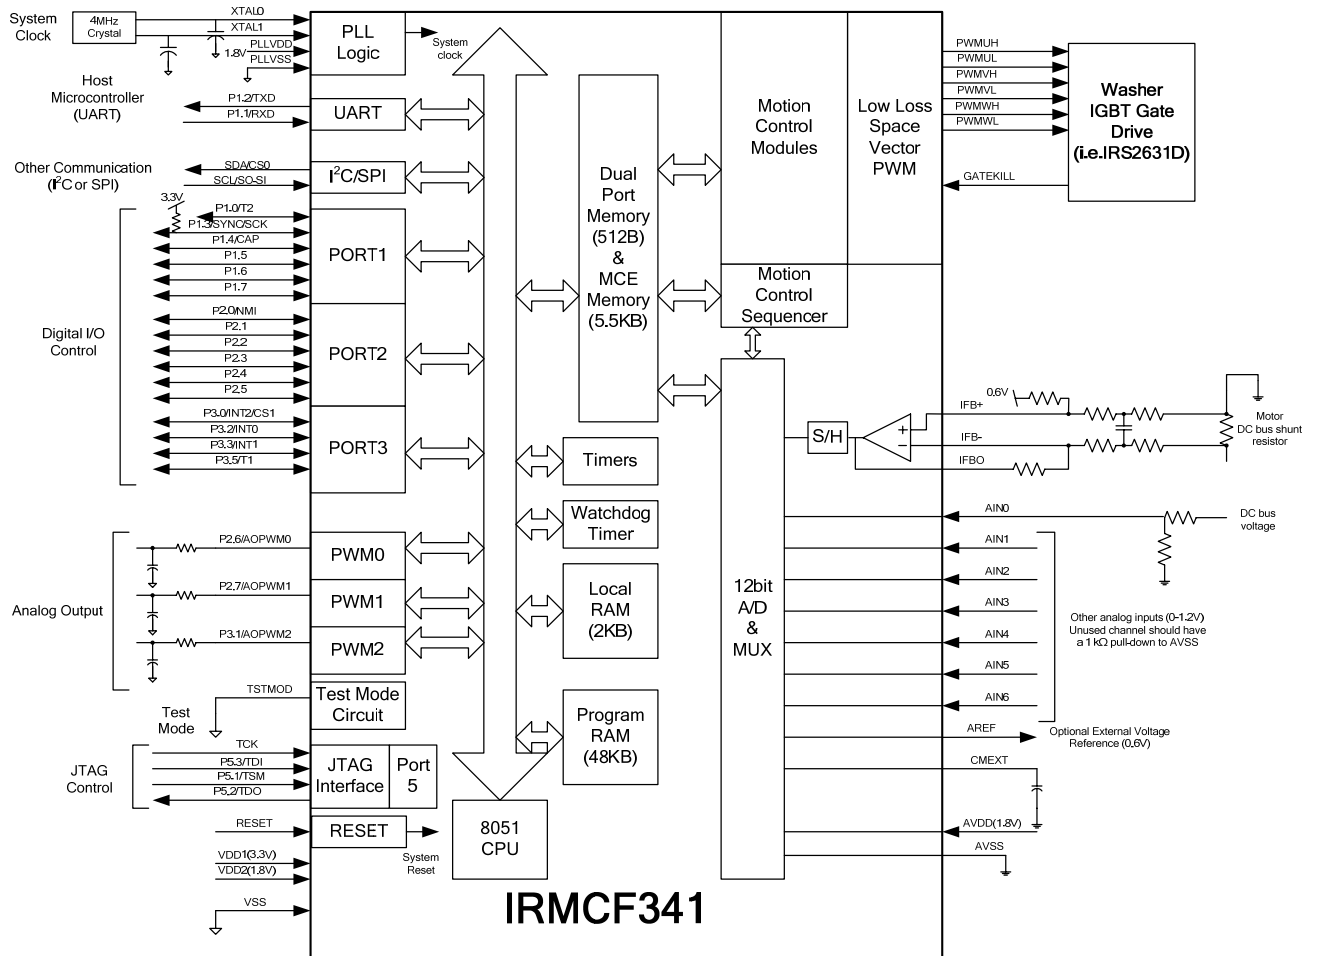 System
Clock
4MHz
Crystal
XTAL0
XTAL1
1.8V
PLLVDD
PLLVSS
PLL
Logic
System
clock
Host
Microcontroller
(UART)
P1.2/TXD
P1.1/RXD
UART
Other Communication
(I²C or SPI)
SDA/CS0
SCL/SO-SI
I²C/SPI
3.3V
P1.0/T2
P1.3/SYNC/SCK
P1.4/CAP
P1.5
P1.6
P1.7
PORT1
Digital I/O
Control
P2.0/NMI
P2.1
P2.2
P2.3
P2.4
P2.5
PORT2
P3.0/INT2/CS1
P3.2/INT0
P3.3/INT1
P3.5/T1
PORT3
Analog Output
P2.6/AOPWM0
PWM0
P2.7/AOPWM1
PWM1
P3.1/AOPWM2
PWM2
Test
Mode
TSTMOD
Test Mode
Circuit
JTAG
Control
TCK
P5.3/TDI
P5.1/TSM
P5.2/TDO
JTAG
Interface
Port
5
RESET
RESET
System
Reset
VDD1(3.3V)
VDD2(1.8V)
VSS
8051
CPU
Dual
Port
Memory
(512B)
&
MCE
Memory
(5.5KB)
Timers
Watchdog
Timer
Local
RAM
(2KB)
Program
RAM
(48KB)
Motion
Control
Modules
Low Loss
Space
Vector
PWM
Motion
Control
Sequencer
12bit
A/D
&
MUX
S/H
+
−
PWMUH
PWMUL
PWMVH
PWMVL
PWMWH
PWMWL
GATEKILL
Washer
IGBT Gate
Drive
(i.e.IRS2631D)
0.6V
IFB+
IFB-
IFBO
Motor
DC bus shunt
resistor
AIN0
DC bus
voltage
AIN1
AIN2
AIN3
AIN4
AIN5
AIN6
Other analog inputs (0-1.2V)
Unused channel should have
a 1 kΩ pull-down to AVSS
AREF
Optional External Voltage
Reference (0.6V)
CMEXT
AVDD(1.8V)
AVSS
IRMCF341